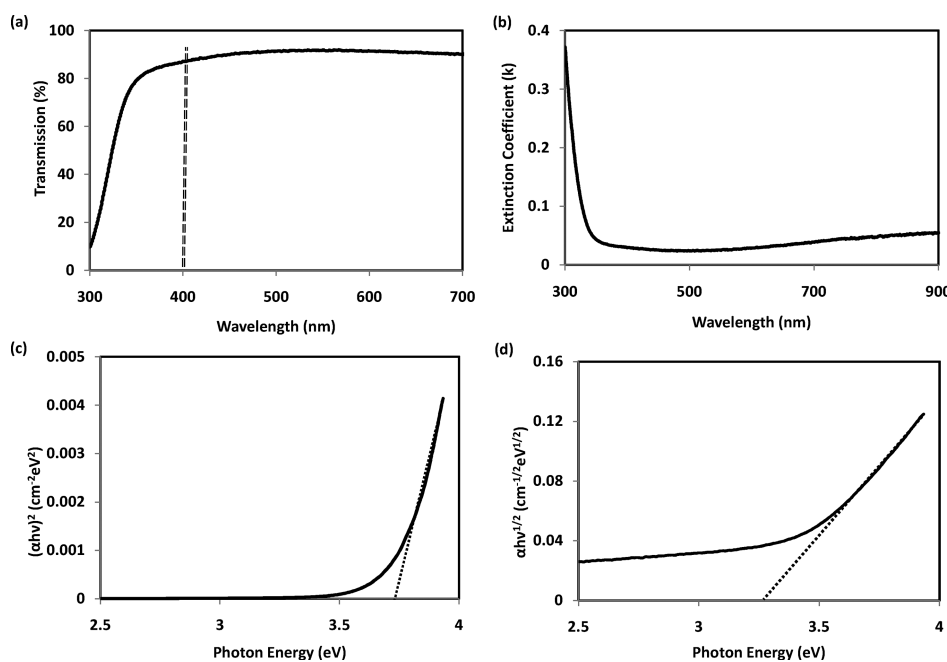 (a)
100
80
60
40
20
0
Transmission (%)
300 400 500 600 700
Wavelength (nm)
(b)
0.4
0.3
0.2
0.1
0
Extinction Coefficient (k)
300 500 700 900
Wavelength (nm)
(c)
0.005
0.004
0.003
0.002
0.001
0
(αhν)² (cm⁻²eV²)
2.5 3 3.5 4
Photon Energy (eV)
(d)
0.16
0.12
0.08
0.04
0
αhν¹/² (cm⁻¹/²eV¹/²)
2.5 3 3.5 4
Photon Energy (eV)